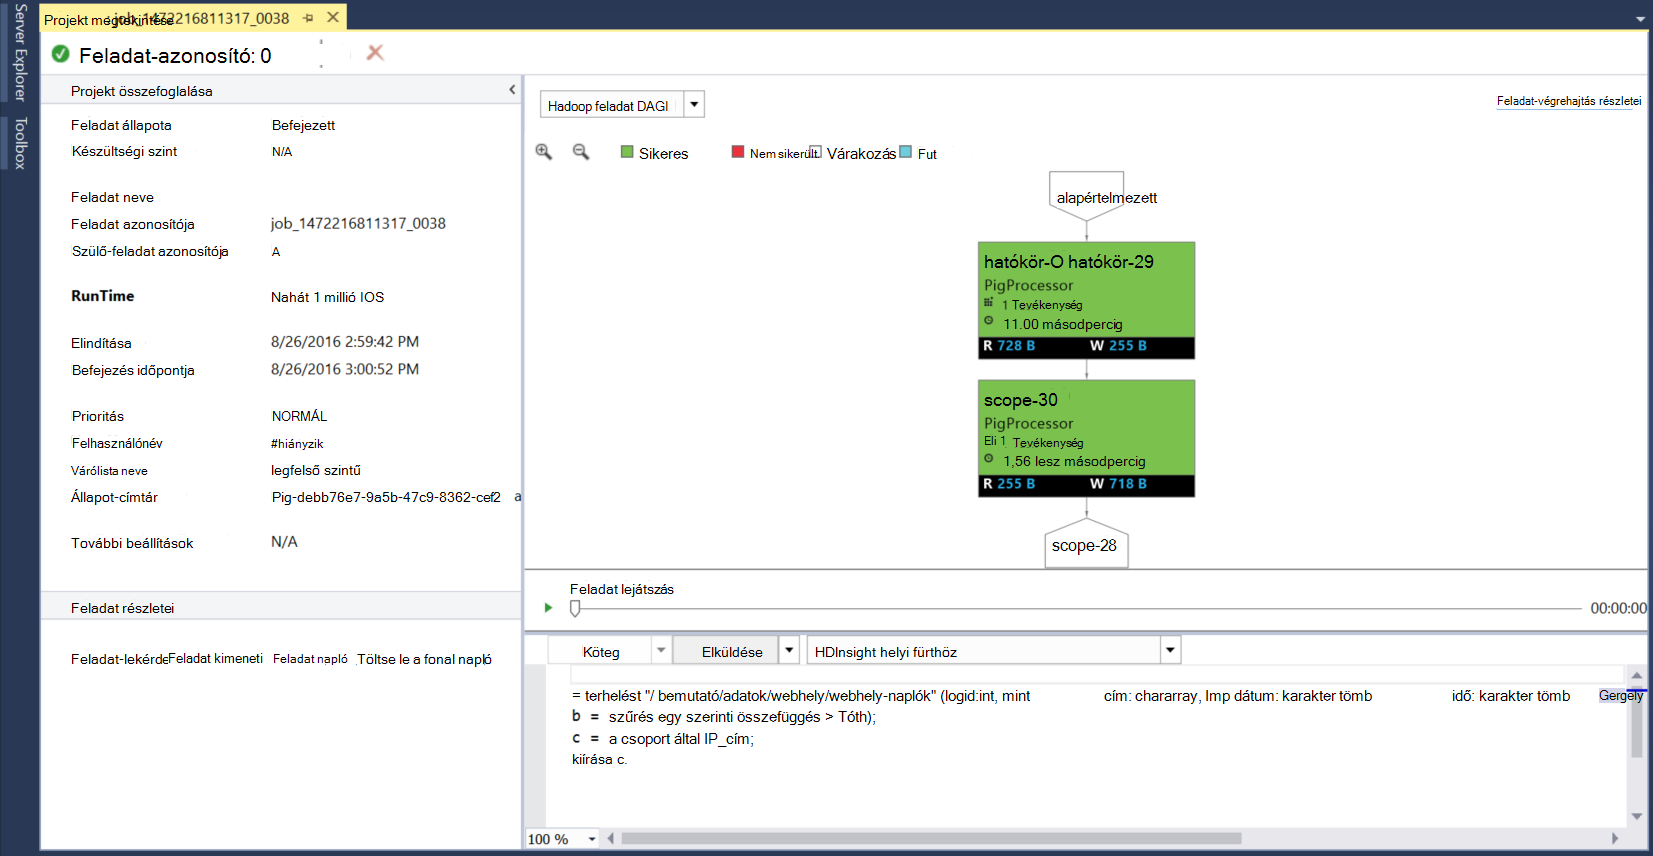 Server Explorer
Toolbox
Projekt megtekintése job_1472216811317_0038
Feladat-azonosító: 0
Projekt összefoglalása
Feladat állapota Befejezett
Készültségi szint N/A
Feladat neve
Feladat azonosítója job_1472216811317_0038
Szülő-feladat azonosítója A
RunTime Nahát 1 millió IOS
Elindítása 8/26/2016 2:59:42 PM
Befejezés időpontja 8/26/2016 3:00:52 PM
Prioritás NORMÁL
Felhasználónév #hiányzik
Várólista neve legfelső szintű
Állapot-címtár Pig-debb76e7-9a5b-47c9-8362-cef2 a
További beállítások N/A
Feladat részletei
Feladat-lekérde Feladat kimeneti Feladat napló Töltse le a fonal napló
Hadoop feladat DAGI
Feladat-végrehajtás részletei
Sikeres Nem sikerült. Várakozás Fut
alapértelmezett
hatókör-O hatókör-29
PigProcessor
1 Tevékenység
11.00 másodpercig
R 728 B W 255 B
scope-30
PigProcessor
Eli 1 Tevékenység
1,56 lesz másodpercig
R 255 B W 718 B
scope-28
Feladat lejátszás
00:00:00
Köteg Elküldése HDInsight helyi fürthöz
= terhelést "/ bemutató/adatok/webhely/webhely-naplók" (logid:int, mint cím: chararray, Imp dátum: karakter tömb idő: karakter tömb Gergely
b = szűrés egy szerinti összefüggés > Tóth);
c = a csoport által IP_cím;
kiírása c.
100 %